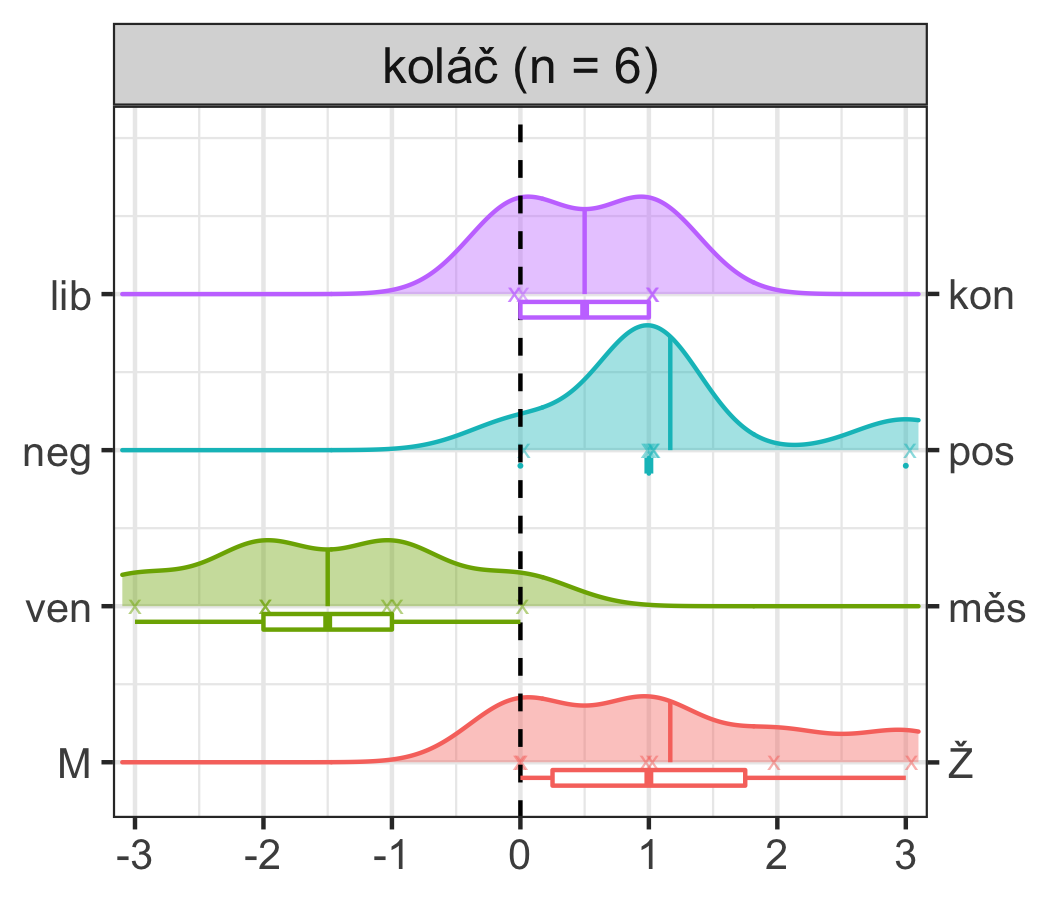 koláč (n = 6)
lib kon
neg pos
ven měs
M Ž
-3 -2 -1 0 1 2 3